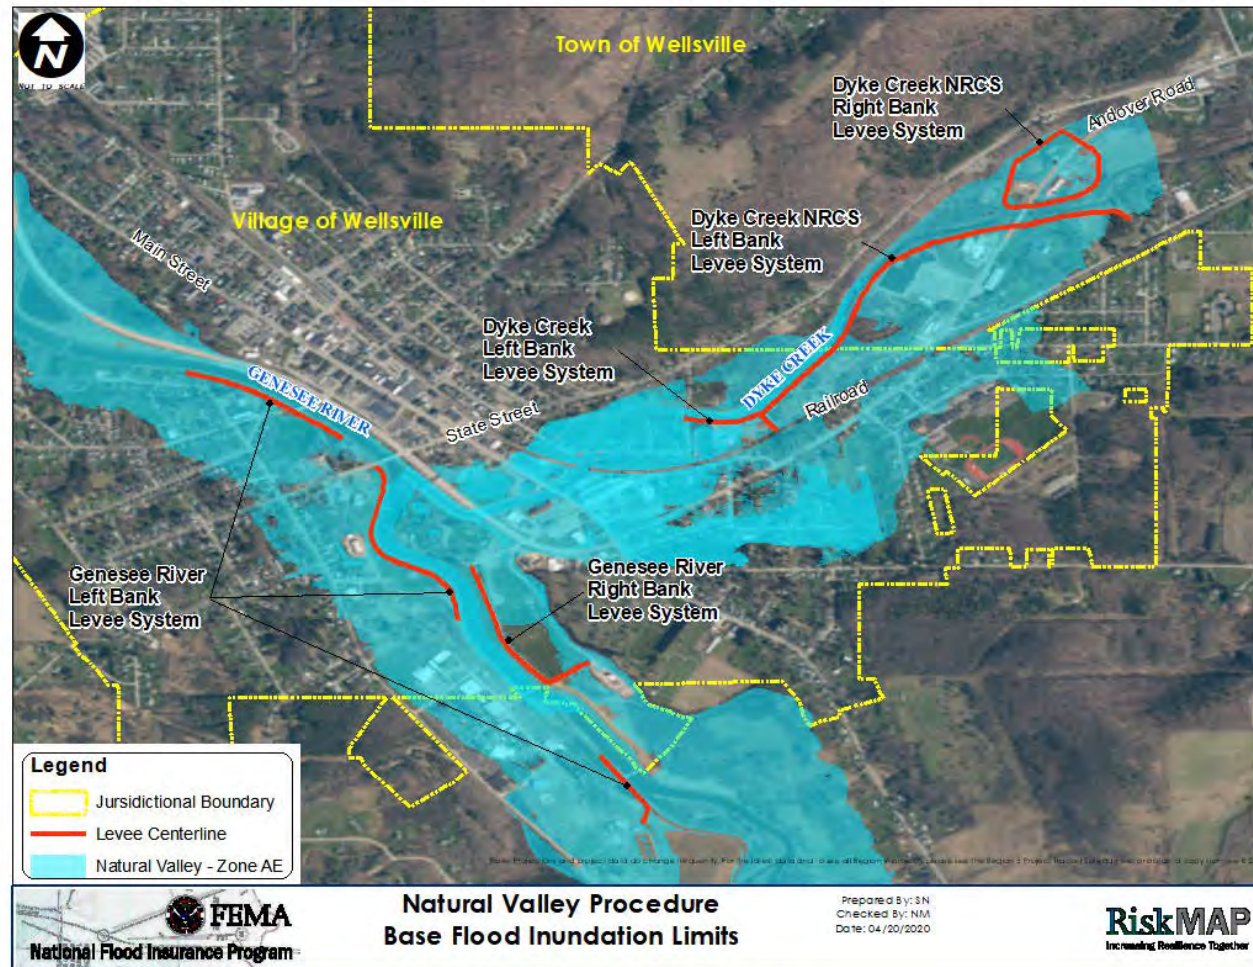 N
NOT TO SCALE
Town of Wellsville
Dyke Creek NRCS
Right Bank
Levee System
Andover Road
Village of Wellsville
Main Street
Dyke Creek NRCS
Left Bank
Levee System
Dyke Creek
Left Bank
Levee System
DYKE CREEK
Railroad
GENESEE RIVER
State Street
Genesee River
Left Bank
Levee System
Genesee River
Right Bank
Levee System
Legend
Jursidictional Boundary
Levee Centerline
Natural Valley - Zone AE
FEMA
National Flood Insurance Program
Natural Valley Procedure
Base Flood Inundation Limits
Prepared By: SN
Checked By: NM
Date: 04/20/2020
RiskMAP
Increasing Resilience Together